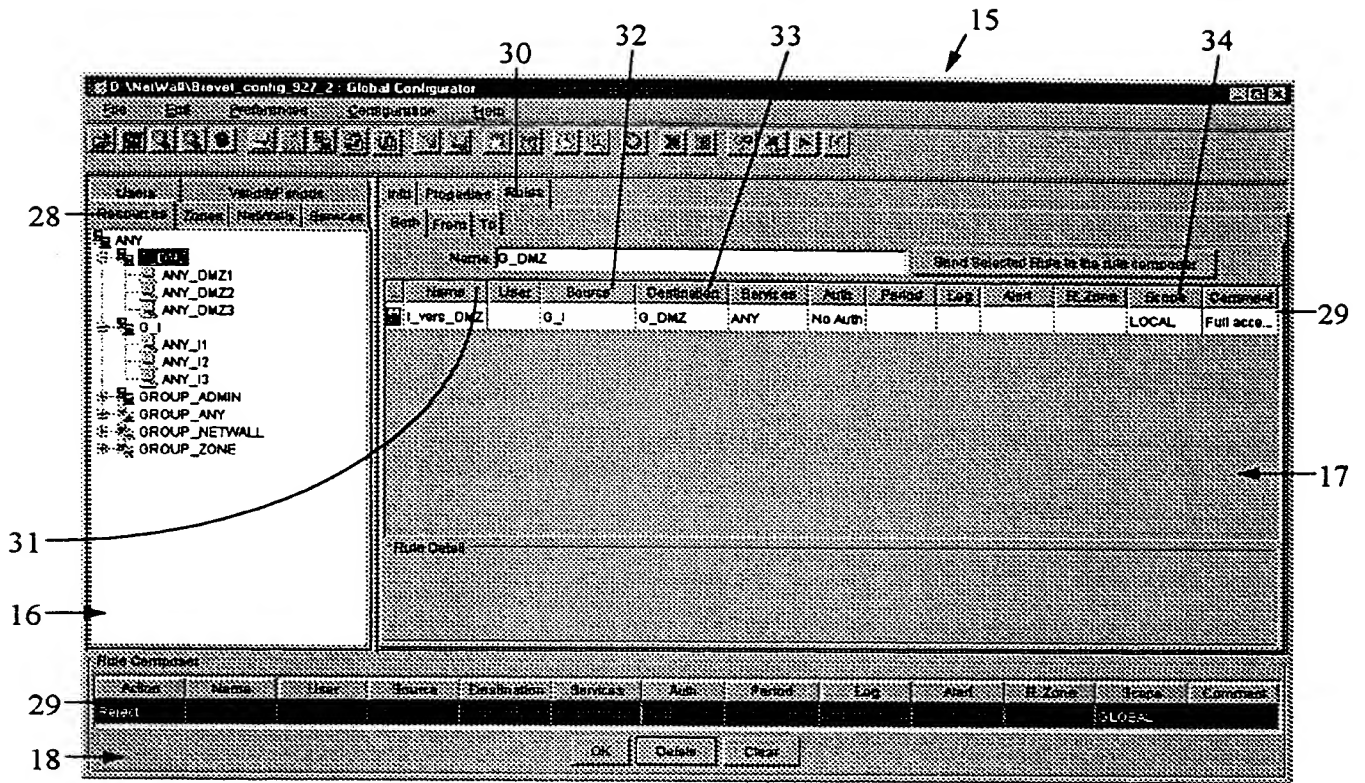 15
32
33
34
30
D:\NetWall\Brevet_config_927_2 : Global Configurator
File Edit Preferences Configuration Help
Users
Info Properties Rules
28
Resources Zones NetWalls Services
Both From To
ANY
Name G_DMZ
Send Selected Rule to the rule composer
ANY_DMZ1
ANY_DMZ2
ANY_DMZ3
G_I
ANY_I1
ANY_I2
ANY_I3
GROUP_ADMIN
GROUP_ANY
GROUP_NETWALL
GROUP_ZONE
Name User Source Destination Services Auth Period Log Alert R_Zone Scope Comment
I_vers_DMZ G_I G_DMZ ANY No Auth LOCAL Full acce...
29
17
31
Rule Detail
16
Rule Composer
Action Name User Source Destination Services Auth Period Log Alert R_Zone Scope Comment
29
Reject GLOBAL
18
OK Delete Clear